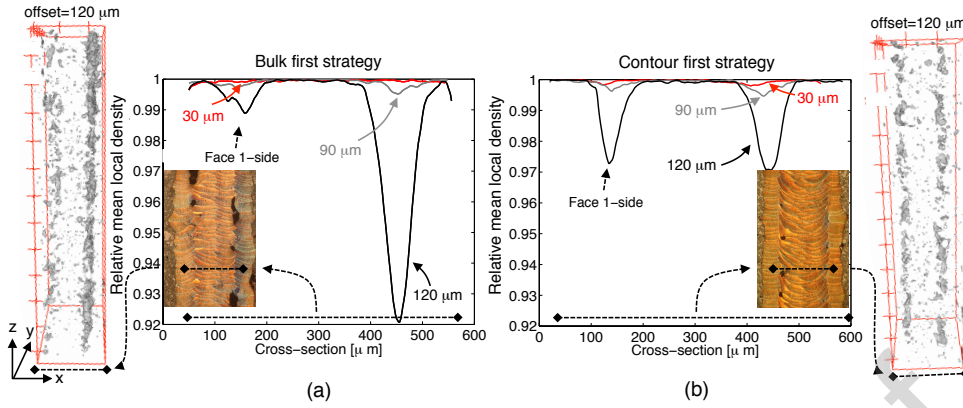 offset=120 μm
Bulk first strategy
Relative mean local density
1
0.99
0.98
0.97
0.96
0.95
0.94
0.93
0.92
30 μm
90 μm
Face 1-side
120 μm
0 100 200 300 400 500 600
Cross-section [μ m]
z
y
x
(a)
Contour first strategy
Relative mean local density
1
0.99
0.98
0.97
0.96
0.95
0.94
0.93
0.92
30 μm
90 μm
120 μm
Face 1-side
0 100 200 300 400 500 600
Cross-section [μ m]
(b)
offset=120 μm